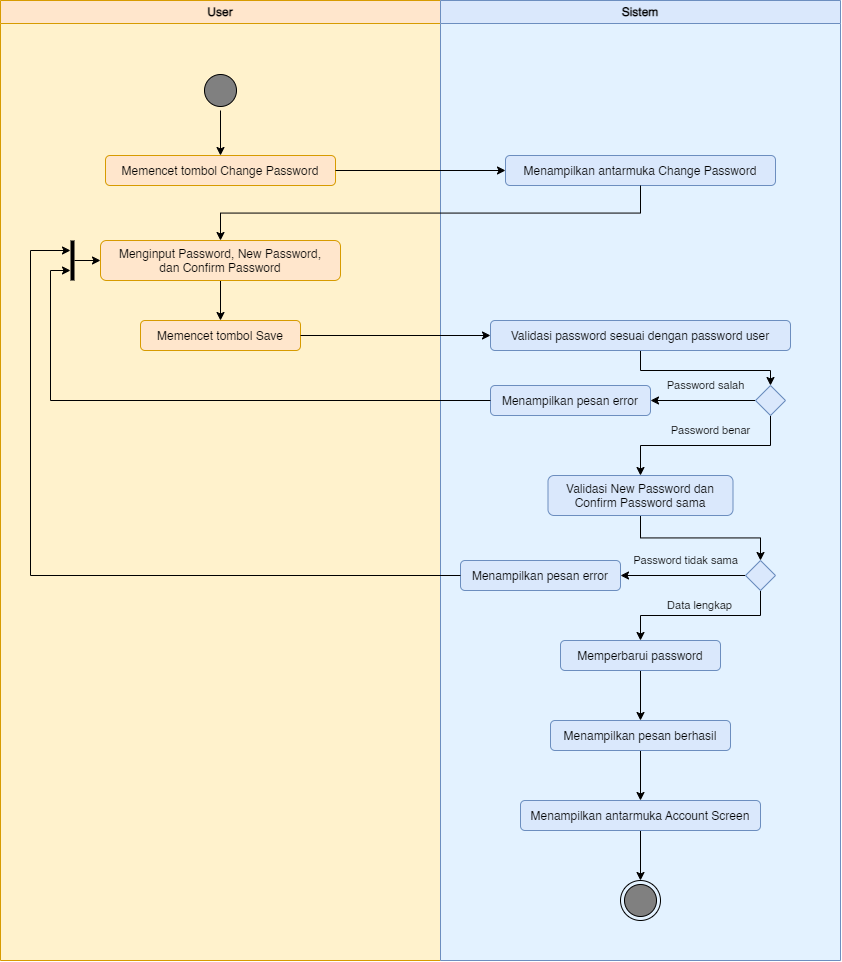 User
Sistem
Memencet tombol Change Password
Menampilkan antarmuka Change Password
Menginput Password, New Password,
dan Confirm Password
Memencet tombol Save
Validasi password sesuai dengan password user
Password salah
Menampilkan pesan error
Password benar
Validasi New Password dan
Confirm Password sama
Password tidak sama
Menampilkan pesan error
Data lengkap
Memperbarui password
Menampilkan pesan berhasil
Menampilkan antarmuka Account Screen